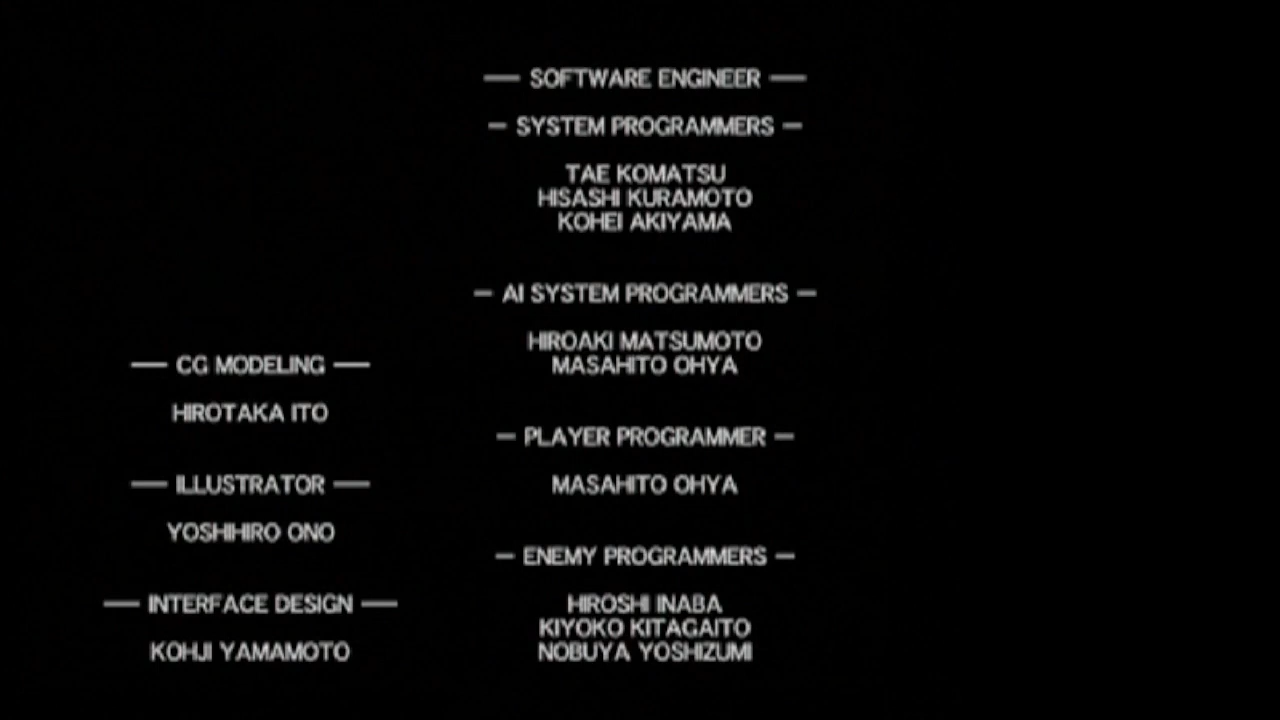 — CG MODELING —
HIROTAKA ITO
— ILLUSTRATOR —
YOSHIHIRO ONO
— INTERFACE DESIGN —
KOHJI YAMAMOTO
— SOFTWARE ENGINEER —
– SYSTEM PROGRAMMERS –
TAE KOMATSU
HISASHI KURAMOTO
KOHEI AKIYAMA
– AI SYSTEM PROGRAMMERS –
HIROAKI MATSUMOTO
MASAHITO OHYA
– PLAYER PROGRAMMER –
MASAHITO OHYA
– ENEMY PROGRAMMERS –
HIROSHI INABA
KIYOKO KITAGAITO
NOBUYA YOSHIZUMI